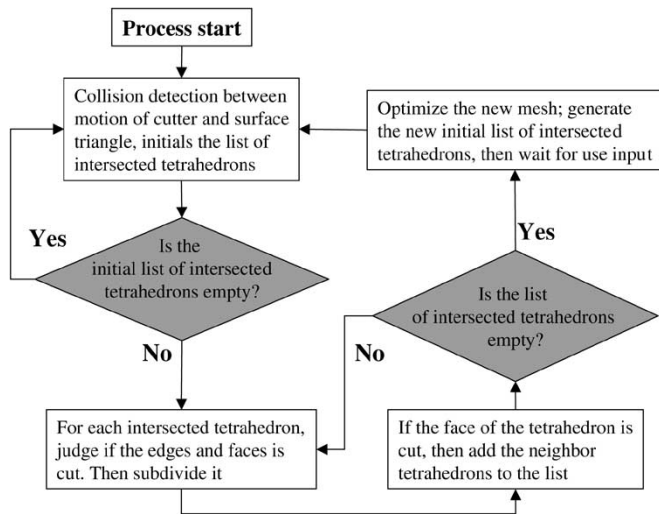 Process start
Collision detection between
motion of cutter and surface
triangle, initials the list of
intersected tetrahedrons
Optimize the new mesh; generate
the new initial list of intersected
tetrahedrons, then wait for use input
Yes
Is the
initial list of intersected
tetrahedrons empty?
Yes
Is the list
of intersected tetrahedrons
empty?
No
No
For each intersected tetrahedron,
judge if the edges and faces is
cut. Then subdivide it
If the face of the tetrahedron is
cut, then add the neighbor
tetrahedrons to the list